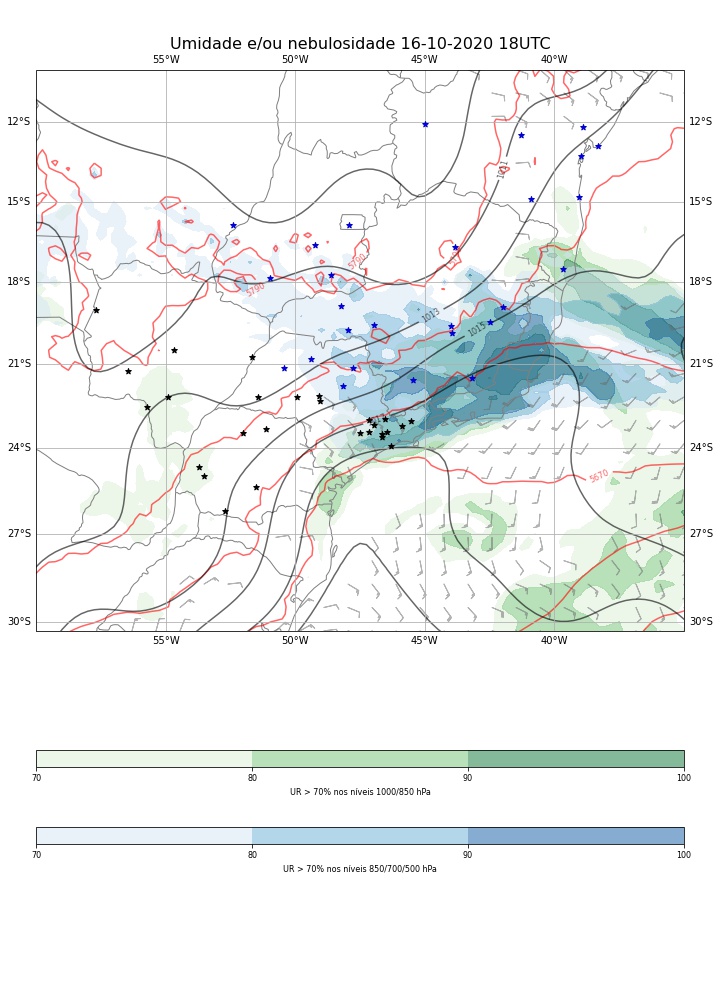 Umidade e/ou nebulosidade 16-10-2020 18UTC
55°W 50°W 45°W 40°W
12°S 12°S
1011
15°S 15°S
5790
18°S 5790 18°S
1013
1015
21°S 21°S
24°S 24°S
5670
27°S 27°S
30°S 30°S
55°W 50°W 45°W 40°W
70 80 90 100
UR > 70% nos níveis 1000/850 hPa
70 80 90 100
UR > 70% nos níveis 850/700/500 hPa